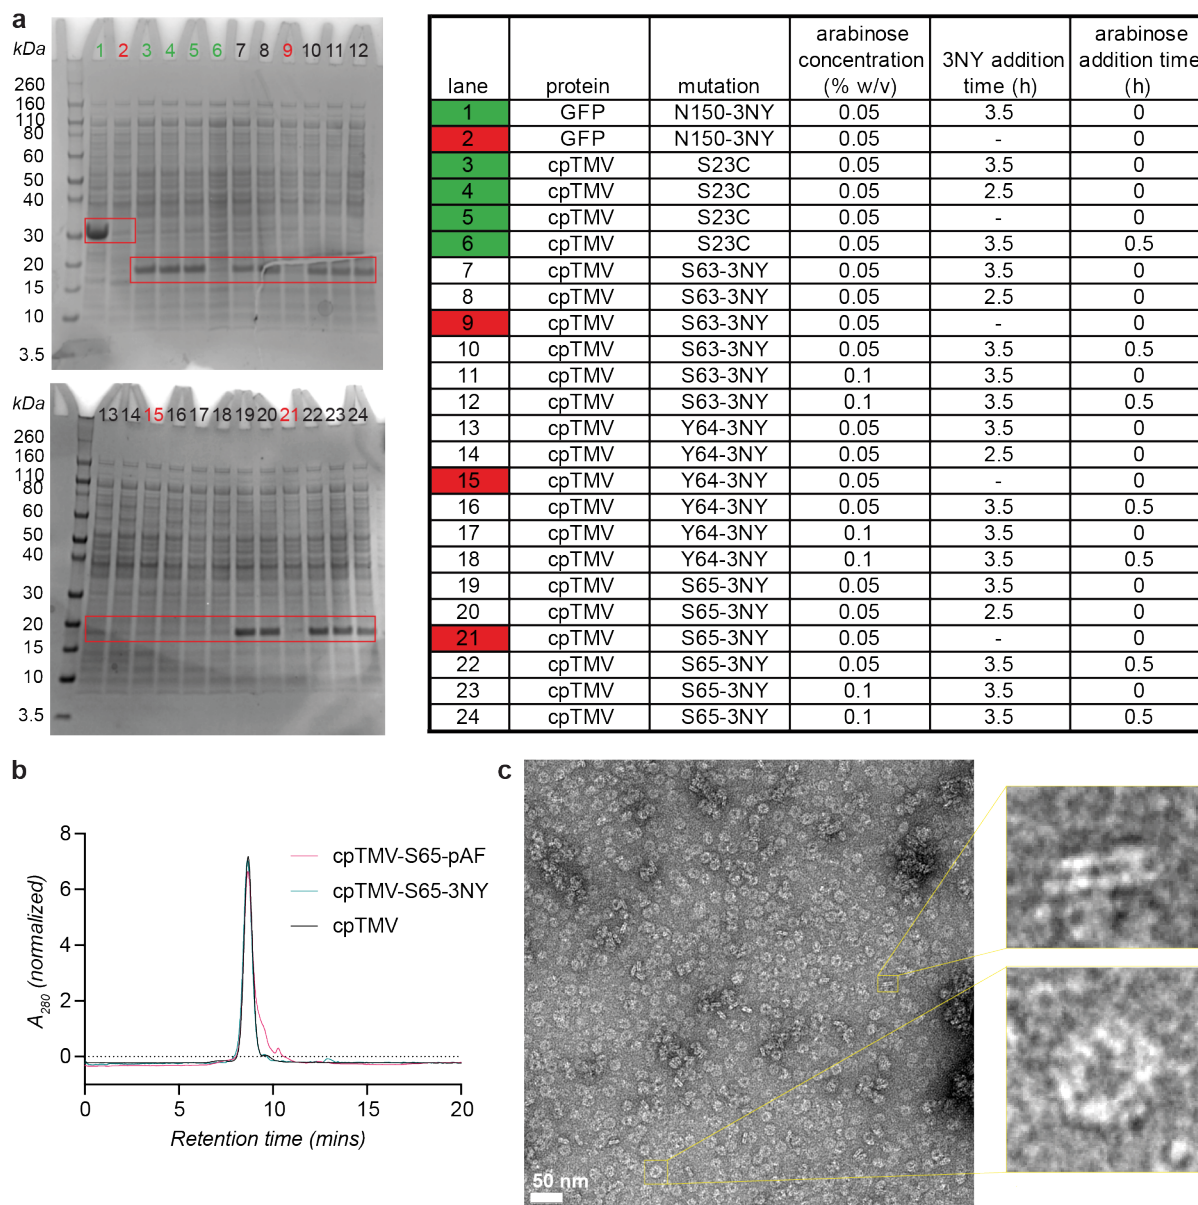 a
kDa
1 2 3 4 5 6 7 8 9 10 11 12
260
160
110
80
60
50
40
30
20
15
10
3.5
kDa
13 14 15 16 17 18 19 20 21 22 23 24
260
160
110
80
60
50
40
30
20
15
10
3.5
lane protein mutation arabinose concentration (% w/v) 3NY addition time (h) arabinose addition time (h)
1 GFP N150-3NY 0.05 3.5 0
2 GFP N150-3NY 0.05 - 0
3 cpTMV S23C 0.05 3.5 0
4 cpTMV S23C 0.05 2.5 0
5 cpTMV S23C 0.05 - 0
6 cpTMV S23C 0.05 3.5 0.5
7 cpTMV S63-3NY 0.05 3.5 0
8 cpTMV S63-3NY 0.05 2.5 0
9 cpTMV S63-3NY 0.05 - 0
10 cpTMV S63-3NY 0.05 3.5 0.5
11 cpTMV S63-3NY 0.1 3.5 0
12 cpTMV S63-3NY 0.1 3.5 0.5
13 cpTMV Y64-3NY 0.05 3.5 0
14 cpTMV Y64-3NY 0.05 2.5 0
15 cpTMV Y64-3NY 0.05 - 0
16 cpTMV Y64-3NY 0.05 3.5 0.5
17 cpTMV Y64-3NY 0.1 3.5 0
18 cpTMV Y64-3NY 0.1 3.5 0.5
19 cpTMV S65-3NY 0.05 3.5 0
20 cpTMV S65-3NY 0.05 2.5 0
21 cpTMV S65-3NY 0.05 - 0
22 cpTMV S65-3NY 0.05 3.5 0.5
23 cpTMV S65-3NY 0.1 3.5 0
24 cpTMV S65-3NY 0.1 3.5 0.5
b
8
6
4
2
0
A280 (normalized)
cpTMV-S65-pAF
cpTMV-S65-3NY
cpTMV
0 5 10 15 20
Retention time (mins)
c
50 nm